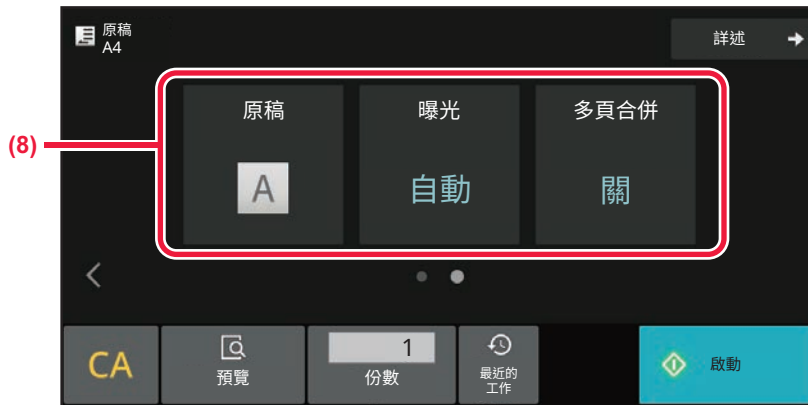 原稿
A4
詳述
原稿
曝光
多頁合併
(8)
A
自動
關
CA
預覽
1
份數
最近的
工作
啟動